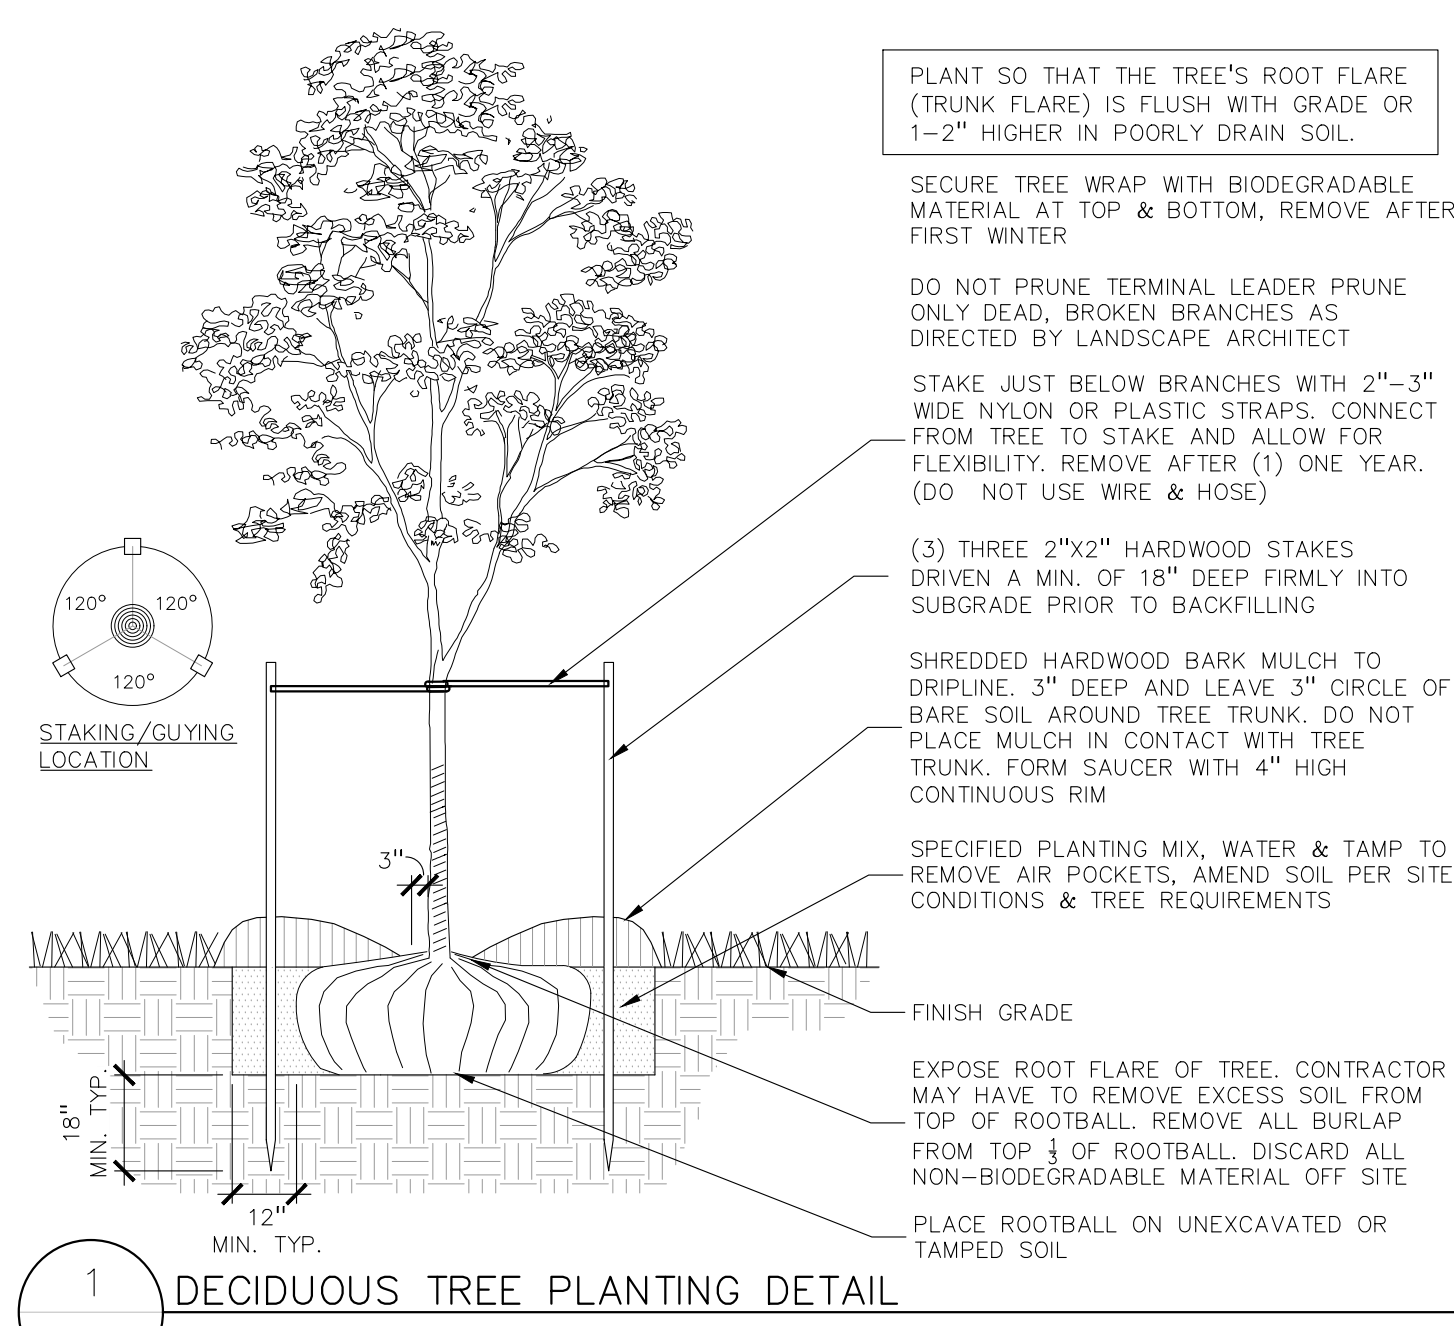 PLANT SO THAT THE TREE'S ROOT FLARE
(TRUNK FLARE) IS FLUSH WITH GRADE OR
1-2" HIGHER IN POORLY DRAIN SOIL.
SECURE TREE WRAP WITH BIODEGRADABLE
MATERIAL AT TOP & BOTTOM, REMOVE AFTER
FIRST WINTER
DO NOT PRUNE TERMINAL LEADER PRUNE
ONLY DEAD, BROKEN BRANCHES AS
DIRECTED BY LANDSCAPE ARCHITECT
STAKE JUST BELOW BRANCHES WITH 2"-3"
WIDE NYLON OR PLASTIC STRAPS. CONNECT
FROM TREE TO STAKE AND ALLOW FOR
FLEXIBILITY. REMOVE AFTER (1) ONE YEAR.
(DO NOT USE WIRE & HOSE)
(3) THREE 2"X2" HARDWOOD STAKES
DRIVEN A MIN. OF 18" DEEP FIRMLY INTO
SUBGRADE PRIOR TO BACKFILLING
SHREDDED HARDWOOD BARK MULCH TO
DRIPLINE. 3" DEEP AND LEAVE 3" CIRCLE OF
BARE SOIL AROUND TREE TRUNK. DO NOT
PLACE MULCH IN CONTACT WITH TREE
TRUNK. FORM SAUCER WITH 4" HIGH
CONTINUOUS RIM
SPECIFIED PLANTING MIX, WATER & TAMP TO
REMOVE AIR POCKETS, AMEND SOIL PER SITE
CONDITIONS & TREE REQUIREMENTS
FINISH GRADE
EXPOSE ROOT FLARE OF TREE. CONTRACTOR
MAY HAVE TO REMOVE EXCESS SOIL FROM
TOP OF ROOTBALL. REMOVE ALL BURLAP
FROM TOP 1/3 OF ROOTBALL. DISCARD ALL
NON-BIODEGRADABLE MATERIAL OFF SITE
PLACE ROOTBALL ON UNEXCAVATED OR
TAMPED SOIL
120° 120°
120°
STAKING/GUYING
LOCATION
3"
18"
MIN. TYP.
12"
MIN. TYP.
1
DECIDUOUS TREE PLANTING DETAIL